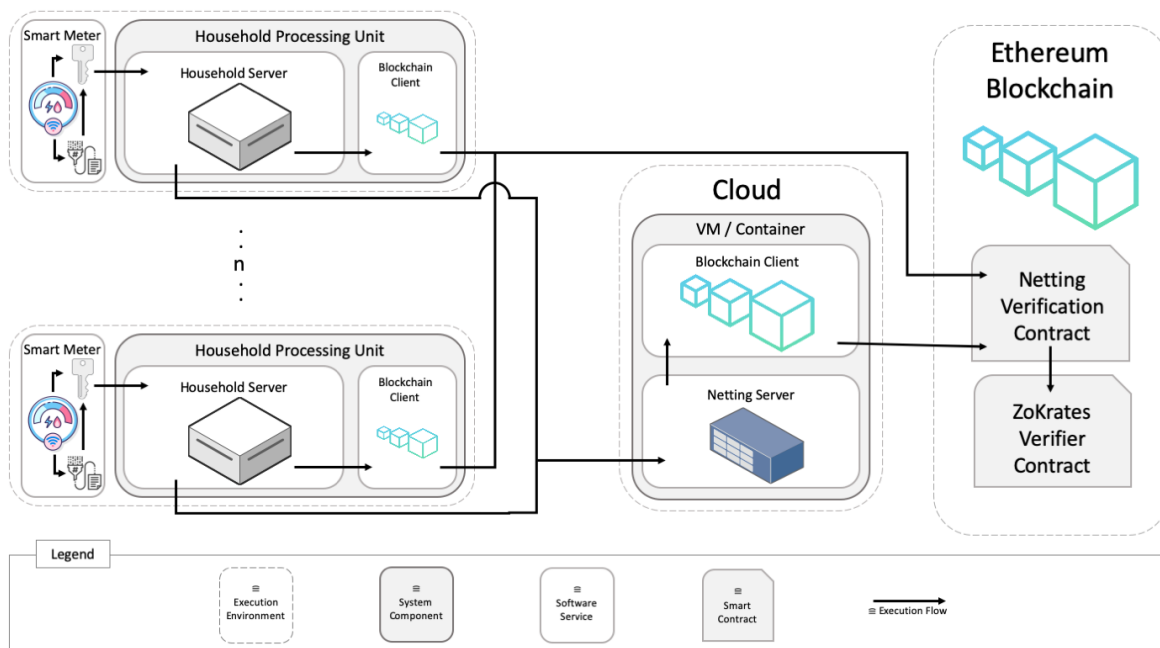 Smart Meter
Household Processing Unit
Household Server
Blockchain
Client
Ethereum
Blockchain
Cloud
VM / Container
Blockchain Client
Netting
Verification
Contract
.
.
n
.
.
Smart Meter
Household Processing Unit
Household Server
Blockchain
Client
Netting Server
ZoKrates
Verifier
Contract
Legend
≘
Execution
Environment
≘
System
Component
≘
Software
Service
≘
Smart
Contract
≘ Execution Flow